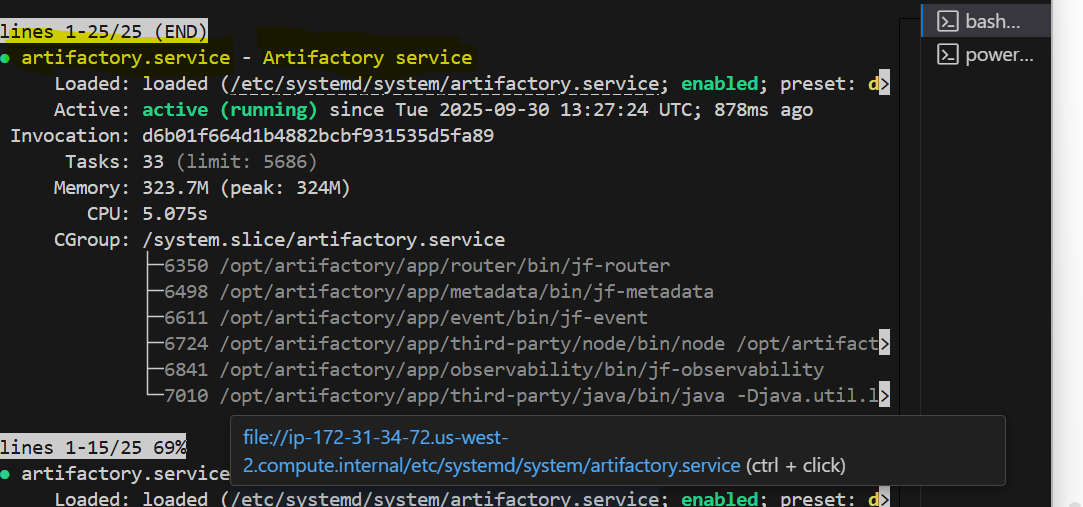 lines 1-25/25 (END)
● artifactory.service - Artifactory service
Loaded: loaded (/etc/systemd/system/artifactory.service; enabled; preset: d>
Active: active (running) since Tue 2025-09-30 13:27:24 UTC; 878ms ago
Invocation: d6b01f664d1b4882bcbf931535d5fa89
Tasks: 33 (limit: 5686)
Memory: 323.7M (peak: 324M)
CPU: 5.075s
CGroup: /system.slice/artifactory.service
├─6350 /opt/artifactory/app/router/bin/jf-router
├─6498 /opt/artifactory/app/metadata/bin/jf-metadata
├─6611 /opt/artifactory/app/event/bin/jf-event
├─6724 /opt/artifactory/app/third-party/node/bin/node /opt/artifact>
├─6841 /opt/artifactory/app/observability/bin/jf-observability
└─7010 /opt/artifactory/app/third-party/java/bin/java -Djava.util.l>
lines 1-15/25 69%
● artifactory.service
Loaded: loaded (/etc/systemd/system/artifactory.service; enabled; preset: d>
file://ip-172-31-34-72.us-west-
2.compute.internal/etc/systemd/system/artifactory.service (ctrl + click)
bash...
power...